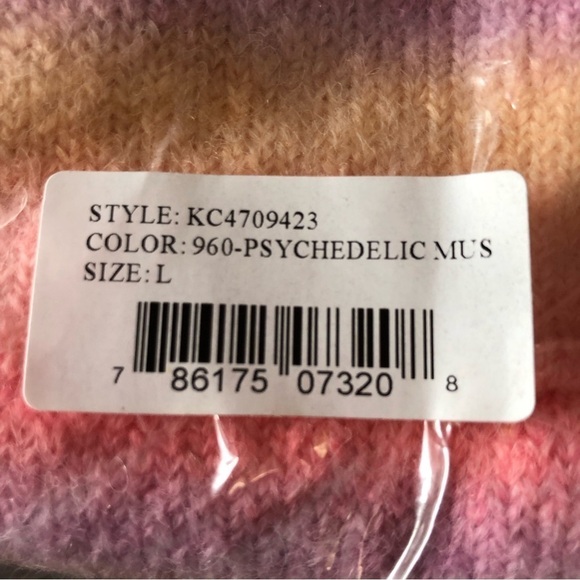 STYLE: KC4709423
COLOR: 960-PSYCHEDELIC MUS
SIZE: L
7 86175 07320 8